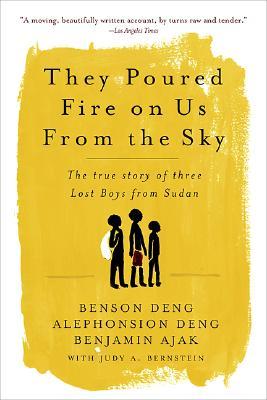 "A moving, beautifully written account, by turns raw and tender."
—Los Angeles Times
They Poured
Fire on Us
From the Sky
The true story of three
Lost Boys from Sudan
BENSON DENG
ALEPHONSION DENG
BENJAMIN AJAK
WITH JUDY A. BERNSTEIN